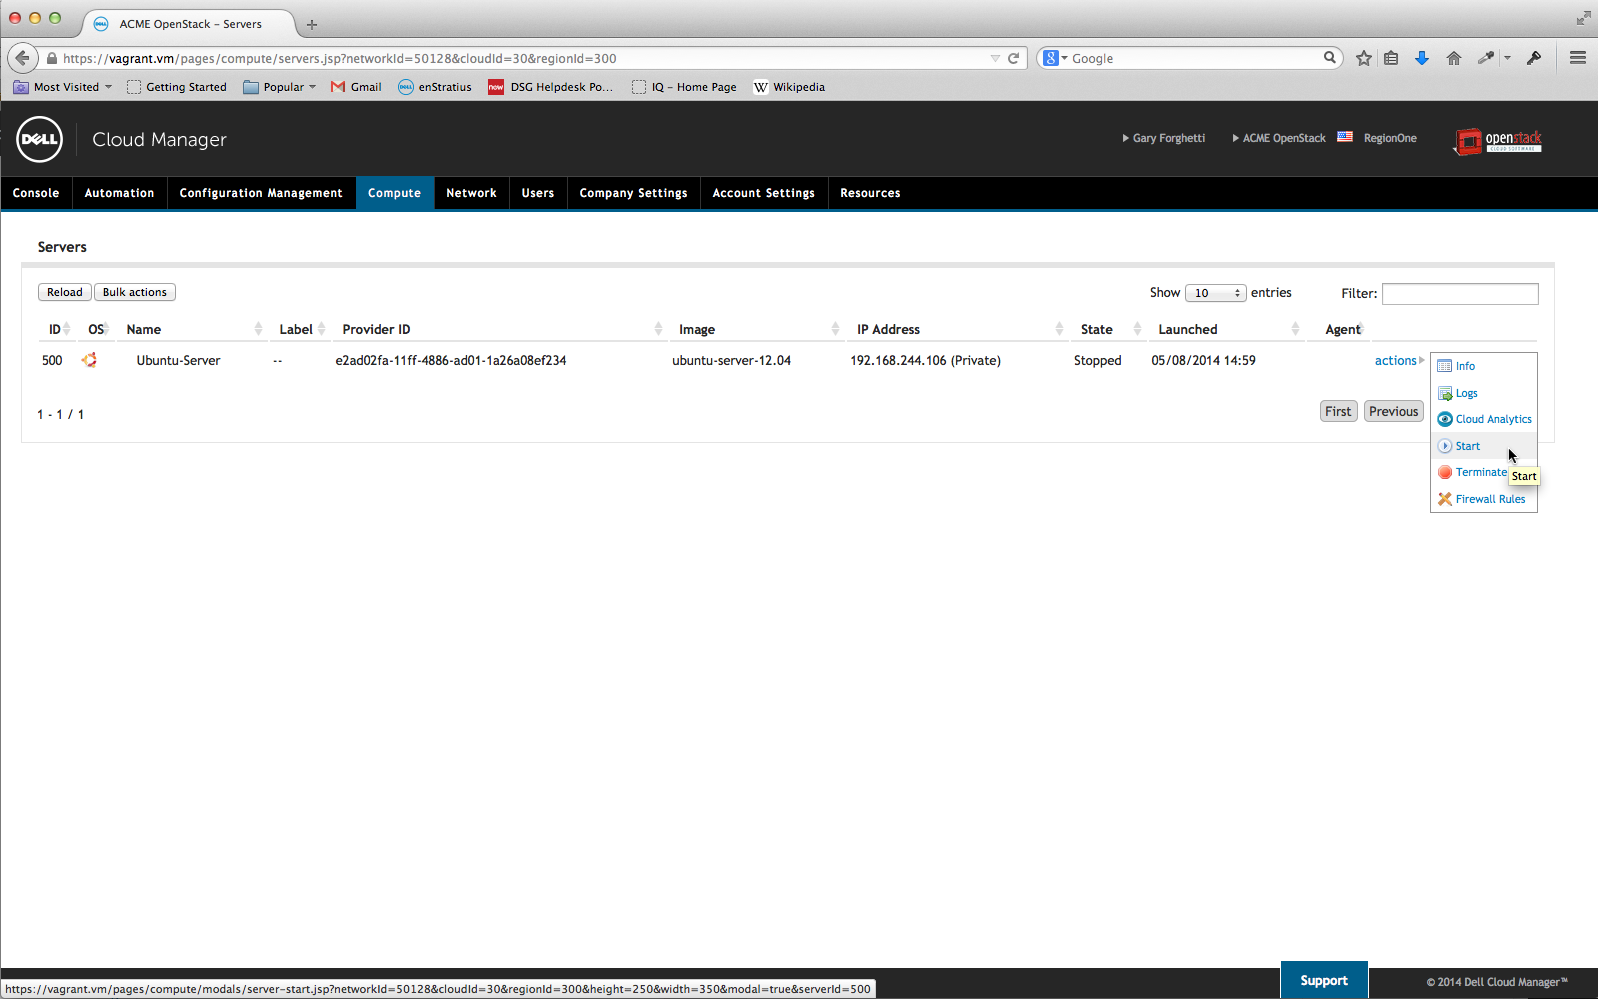 ACME OpenStack – Servers
https://vagrant.vm/pages/compute/servers.jsp?networkId=50128&cloudId=30&regionId=300
Google
Most Visited
Getting Started
Popular
Gmail
enStratius
DSG Helpdesk Po...
IQ – Home Page
Wikipedia
DELL
Cloud Manager
Gary Forghetti
ACME OpenStack
RegionOne
openstack
CLOUD SOFTWARE
Console
Automation
Configuration Management
Compute
Network
Users
Company Settings
Account Settings
Resources
Servers
Reload
Bulk actions
Show 10 entries
Filter:
ID OS Name Label Provider ID Image IP Address State Launched Agent
500 Ubuntu-Server -- e2ad02fa-11ff-4886-ad01-1a26a08ef234 ubuntu-server-12.04 192.168.244.106 (Private) Stopped 05/08/2014 14:59 actions
Info
Logs
Cloud Analytics
Start
Terminate
Start
Firewall Rules
1 - 1 / 1
First
Previous
Support
© 2014 Dell Cloud Manager™
https://vagrant.vm/pages/compute/modals/server-start.jsp?networkId=50128&cloudId=30&regionId=300&height=250&width=350&modal=true&serverId=500